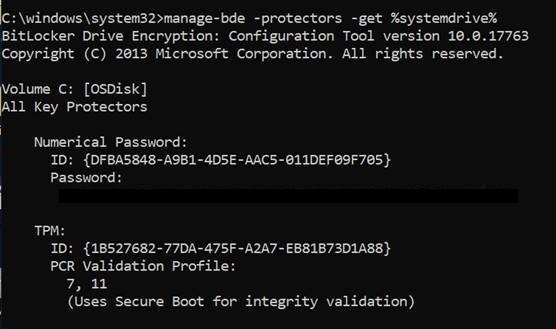 C:\windows\system32>manage-bde -protectors -get %systemdrive%
BitLocker Drive Encryption: Configuration Tool version 10.0.17763
Copyright (C) 2013 Microsoft Corporation. All rights reserved.
Volume C: [OSDisk]
All Key Protectors
Numerical Password:
ID: {DFBA5848-A9B1-4D5E-AAC5-011DEF09F705}
Password:
TPM:
ID: {1B527682-77DA-475F-A2A7-EB81B73D1A88}
PCR Validation Profile:
7, 11
(Uses Secure Boot for integrity validation)